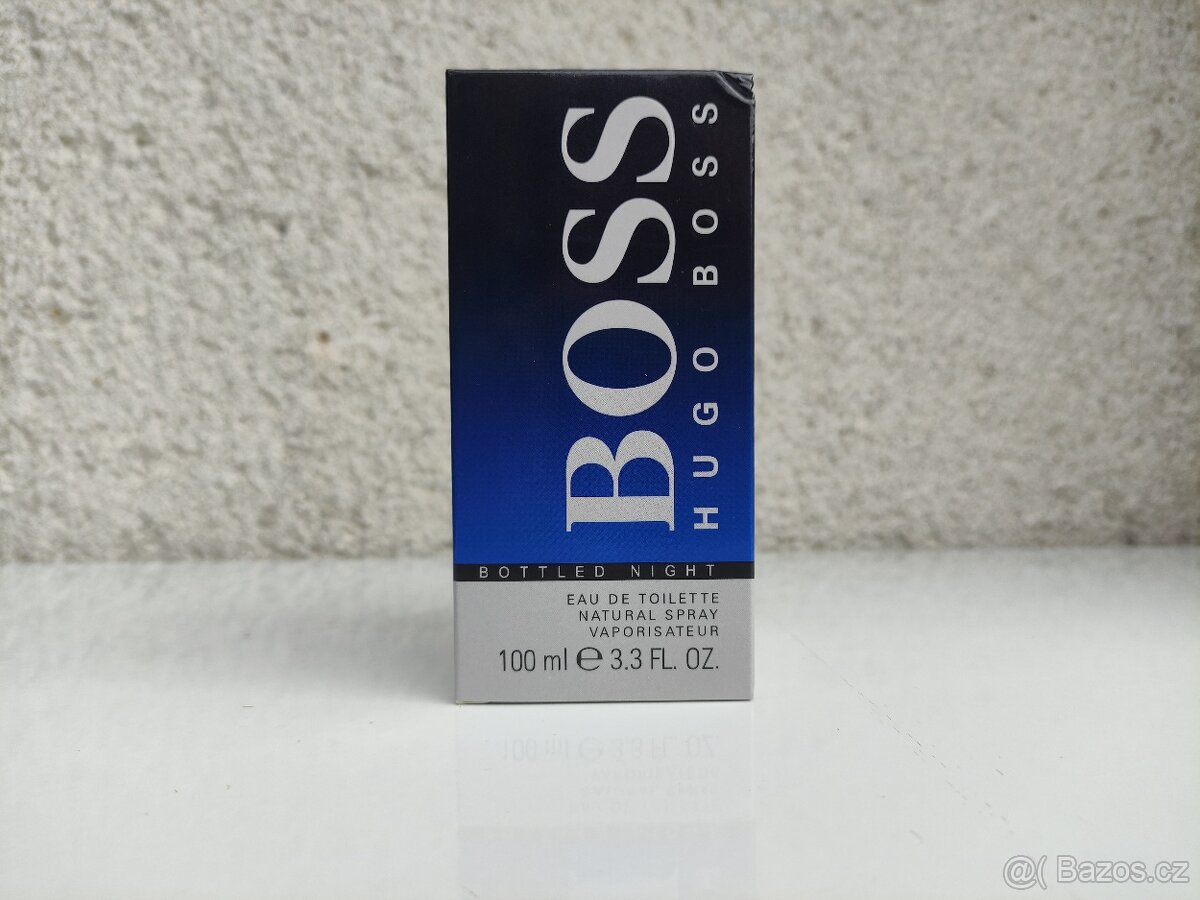 BOSS
HUGO BOSS
BOTTLED NIGHT
EAU DE TOILETTE
NATURAL SPRAY
VAPORISATEUR
100 ml ℮ 3.3 FL. OZ.
@( Bazos.cz